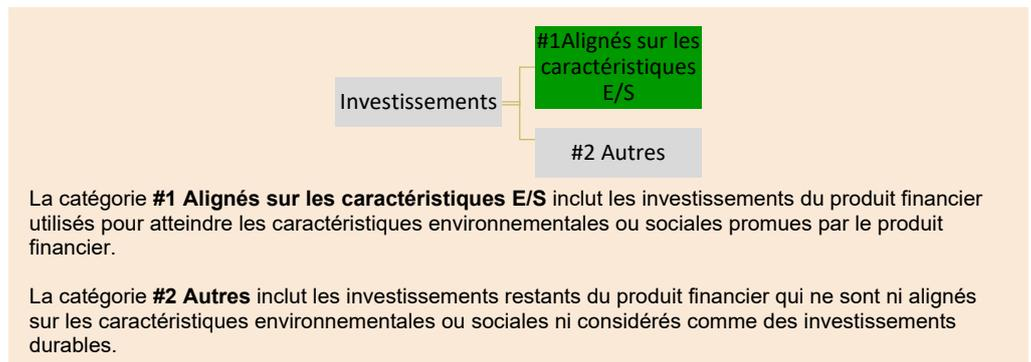 #1Alignés sur les
caractéristiques
E/S
Investissements
#2 Autres
La catégorie #1 Alignés sur les caractéristiques E/S inclut les investissements du produit financier
utilisés pour atteindre les caractéristiques environnementales ou sociales promues par le produit
financier.
La catégorie #2 Autres inclut les investissements restants du produit financier qui ne sont ni alignés
sur les caractéristiques environnementales ou sociales ni considérés comme des investissements
durables.